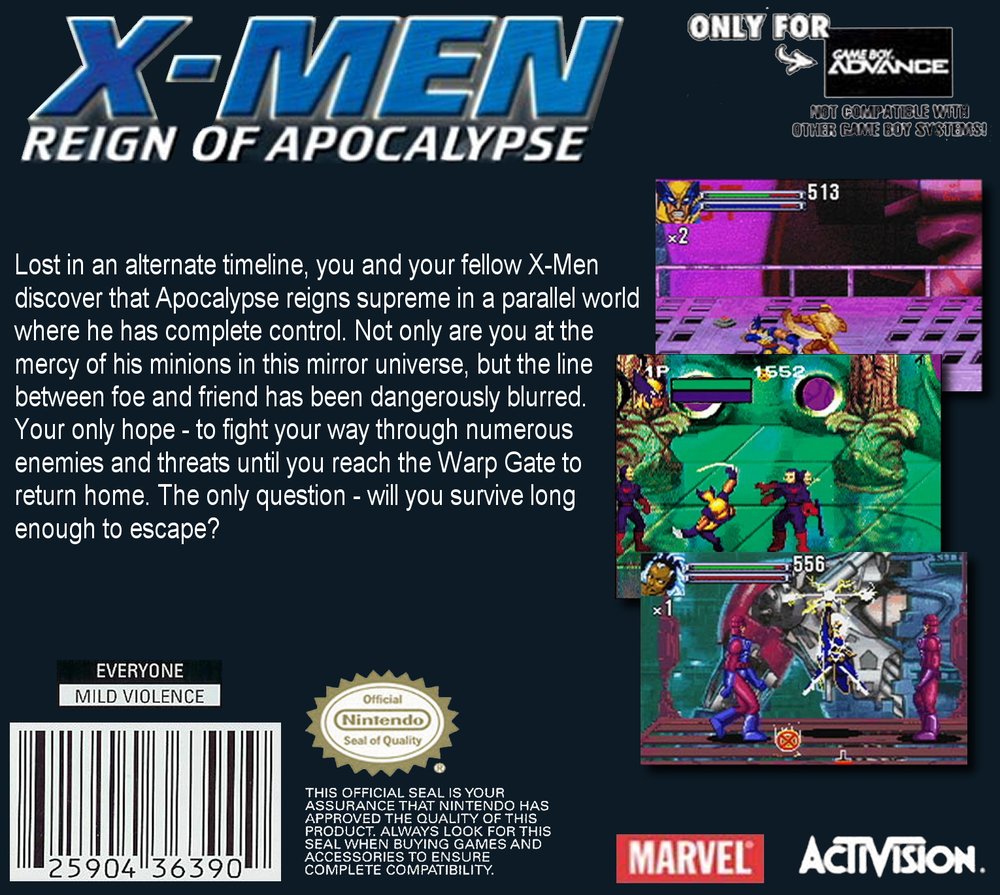 X-MEN
REIGN OF APOCALYPSE
ONLY FOR
GAME BOY
ADVANCE
NOT COMPATIBLE WITH
OTHER GAME BOY SYSTEMS!
513
x2
Lost in an alternate timeline, you and your fellow X-Men
discover that Apocalypse reigns supreme in a parallel world
where he has complete control. Not only are you at the
mercy of his minions in this mirror universe, but the line
between foe and friend has been dangerously blurred.
Your only hope - to fight your way through numerous
enemies and threats until you reach the Warp Gate to
return home. The only question - will you survive long
enough to escape?
1P
1552
556
x1
EVERYONE
MILD VIOLENCE
Official
Nintendo
Seal of Quality
®
THIS OFFICIAL SEAL IS YOUR
ASSURANCE THAT NINTENDO HAS
APPROVED THE QUALITY OF THIS
PRODUCT. ALWAYS LOOK FOR THIS
SEAL WHEN BUYING GAMES AND
ACCESSORIES TO ENSURE
COMPLETE COMPATIBILITY.
25904 36390
MARVEL
ACTIVISION.